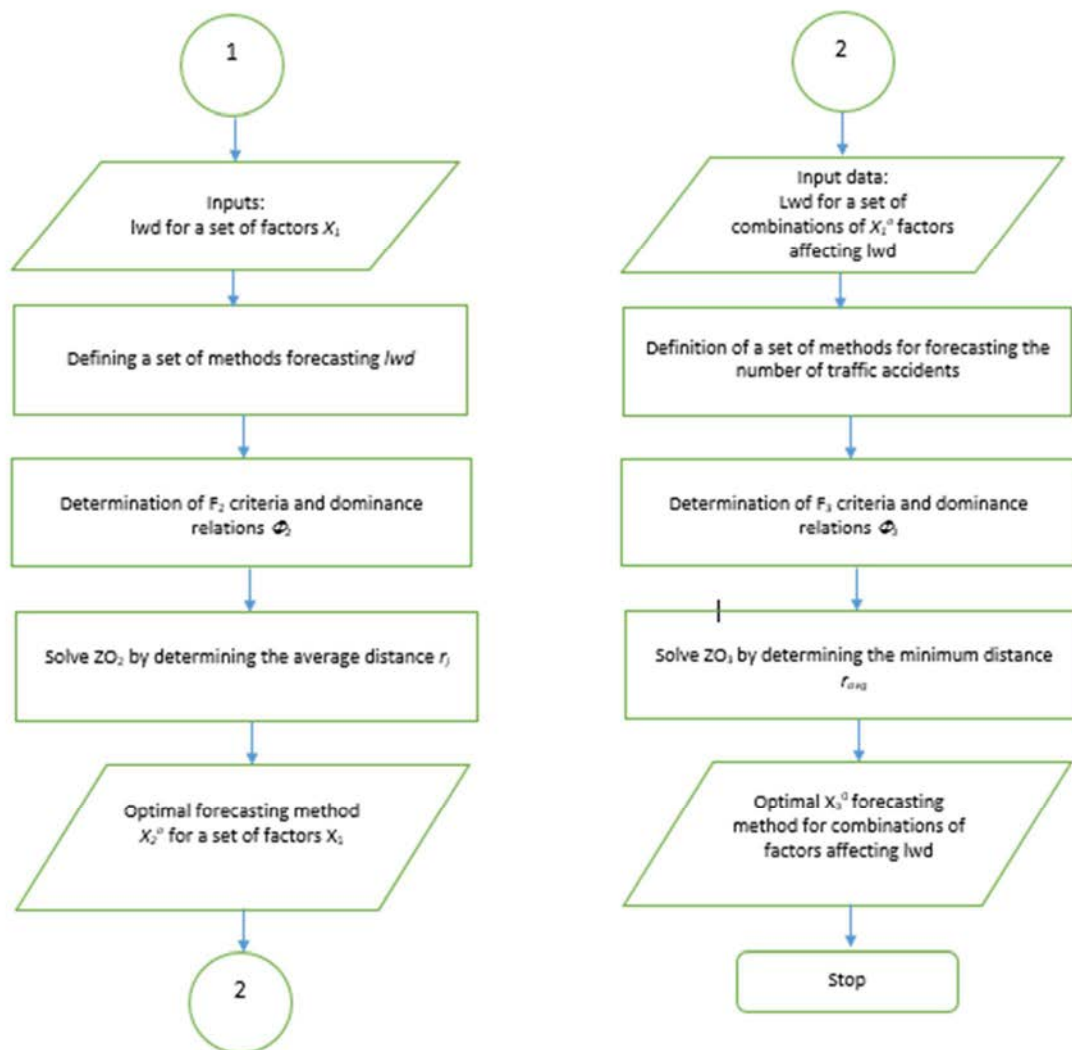 1
Inputs:
lwd for a set of factors X₁
Defining a set of methods forecasting lwd
Determination of F₂ criteria and dominance
relations Φ₂
Solve ZO₂ by determining the average distance rⱼ
Optimal forecasting method
X₂ᵒ for a set of factors X₁
2
2
Input data:
Lwd for a set of
combinations of X₁ᵒ factors
affecting lwd
Definition of a set of methods for forecasting the
number of traffic accidents
Determination of F₃ criteria and dominance
relations Φ₃
Solve ZO₃ by determining the minimum distance
r_avg
Optimal X₃ᵒ forecasting
method for combinations of
factors affecting lwd
Stop